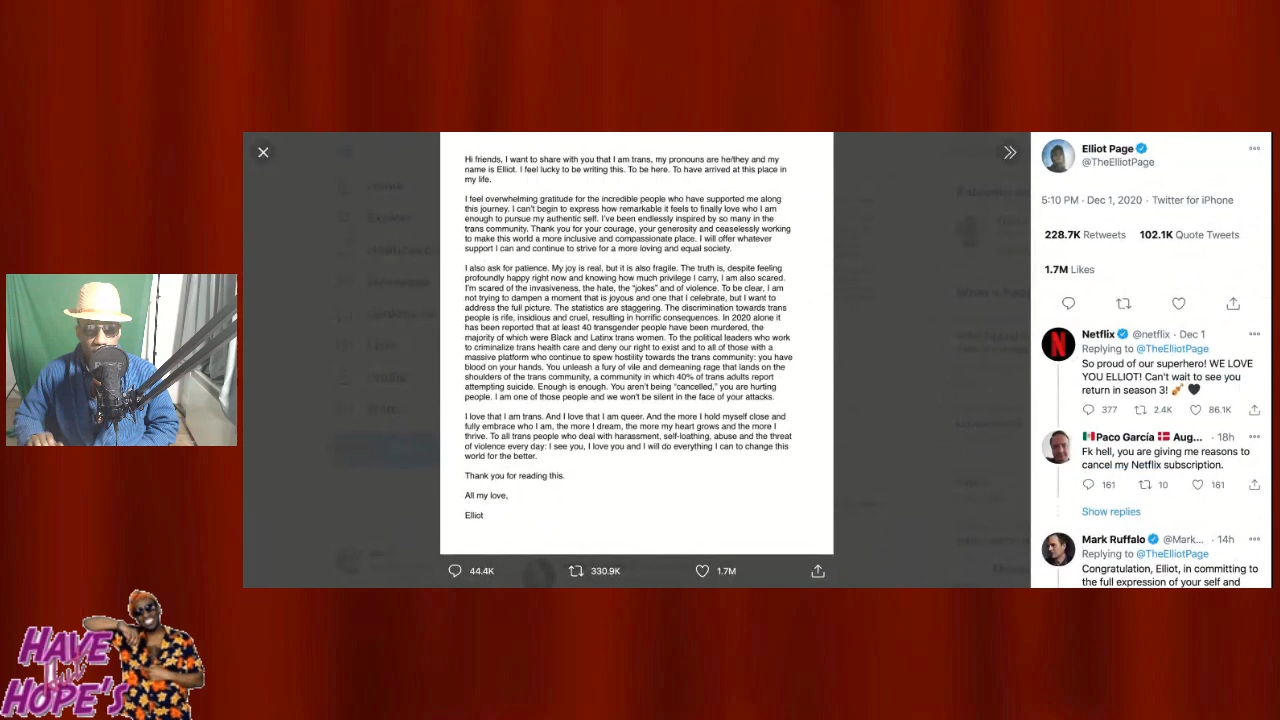 Hi friends, I want to share with you that I am trans, my pronouns are he/they and my
name is Elliot. I feel lucky to be writing this. To be here. To have arrived at this place in
my life.
I feel overwhelming gratitude for the incredible people who have supported me along
this journey. I can't begin to express how remarkable it feels to finally love who I am
enough to pursue my authentic self. I've been endlessly inspired by so many in the
trans community. Thank you for your courage, your generosity and ceaselessly working
to make this world a more inclusive and compassionate place. I will offer whatever
support I can and continue to strive for a more loving and equal society.
I also ask for patience. My joy is real, but it is also fragile. The truth is, despite feeling
profoundly happy right now and knowing how much privilege I carry, I am also scared.
I'm scared of the invasiveness, the hate, the "jokes" and of violence. To be clear, I am
not trying to dampen a moment that is joyous and one that I celebrate, but I want to
address the full picture. The statistics are staggering. The discrimination towards trans
people is rife, insidious and cruel, resulting in horrific consequences. In 2020 alone it
has been reported that at least 40 transgender people have been murdered, the
majority of which were Black and Latinx trans women. To the political leaders who work
to criminalize trans health care and deny our right to exist and to all of those with a
massive platform who continue to spew hostility towards the trans community: you have
blood on your hands. You unleash a fury of vile and demeaning rage that lands on the
shoulders of the trans community, a community in which 40% of trans adults report
attempting suicide. Enough is enough. You aren't being "cancelled," you are hurting
people. I am one of those people and we won't be silent in the face of your attacks.
I love that I am trans. And I love that I am queer. And the more I hold myself close and
fully embrace who I am, the more I dream, the more my heart grows and the more I
thrive. To all trans people who deal with harassment, self-loathing, abuse and the threat
of violence every day: I see you, I love you and I will do everything I can to change this
world for the better.
Thank you for reading this.
All my love,
Elliot
44.4K 330.9K 1.7M
Elliot Page
@TheElliotPage
5:10 PM · Dec 1, 2020 · Twitter for iPhone
228.7K Retweets 102.1K Quote Tweets
1.7M Likes
N
Netflix @netflix · Dec 1
Replying to @TheElliotPage
So proud of our superhero! WE LOVE
YOU ELLIOT! Can't wait to see you
return in season 3!
377 2.4K 86.1K
Paco García Aug... · 18h
Fk hell, you are giving me reasons to
cancel my Netflix subscription.
161 10 161
Show replies
Mark Ruffalo @Mark... · 14h
Replying to @TheElliotPage
Congratulation, Elliot, in committing to
the full expression of your self and
HAVE
HOPE'S